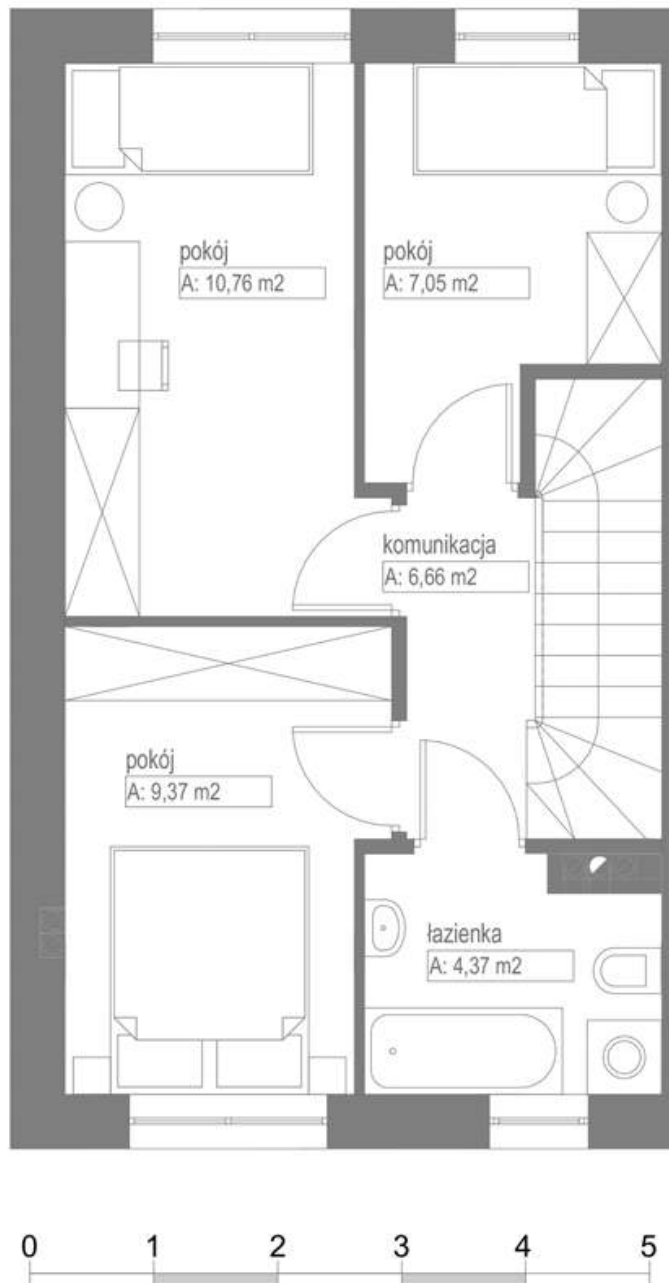 pokój
A: 10,76 m2
pokój
A: 7,05 m2
komunikacja
A: 6,66 m2
pokój
A: 9,37 m2
łazienka
A: 4,37 m2
0 1 2 3 4 5